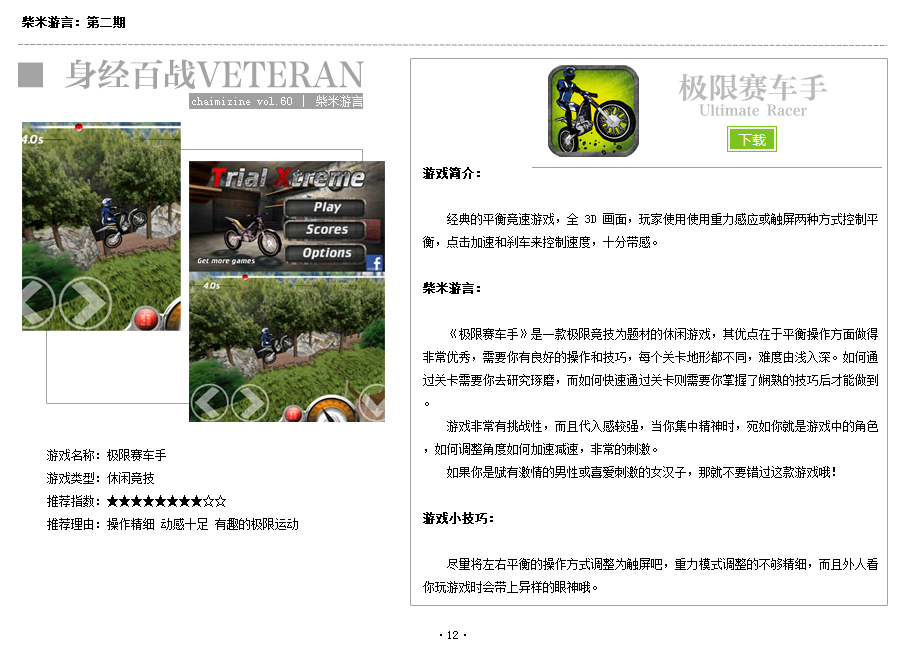 柴米游言：第二期
身经百战VETERAN
chaimizine vol.60 | 柴米游言
4.0s
Trial Xtreme
Play
Scores
Options
Get more games
f
4.0s
游戏名称：极限赛车手
游戏类型：休闲竞技
推荐指数：★★★★★★★★☆☆
推荐理由：操作精细 动感十足 有趣的极限运动
极限赛车手
Ultimate Racer
下载
游戏简介：
经典的平衡竞速游戏，全 3D 画面，玩家使用使用重力感应或触屏两种方式控制平
衡，点击加速和刹车来控制速度，十分带感。
柴米游言：
《极限赛车手》是一款极限竞技为题材的休闲游戏，其优点在于平衡操作方面做得
非常优秀，需要你有良好的操作和技巧，每个关卡地形都不同，难度由浅入深。如何通
过关卡需要你去研究琢磨，而如何快速通过关卡则需要你掌握了娴熟的技巧后才能做到
。
游戏非常有挑战性，而且代入感较强，当你集中精神时，宛如你就是游戏中的角色
，如何调整角度如何加速减速，非常的刺激。
如果你是赋有激情的男性或喜爱刺激的女汉子，那就不要错过这款游戏哦！
游戏小技巧：
尽量将左右平衡的操作方式调整为触屏吧，重力模式调整的不够精细，而且外人看
你玩游戏时会带上异样的眼神哦。
·12·